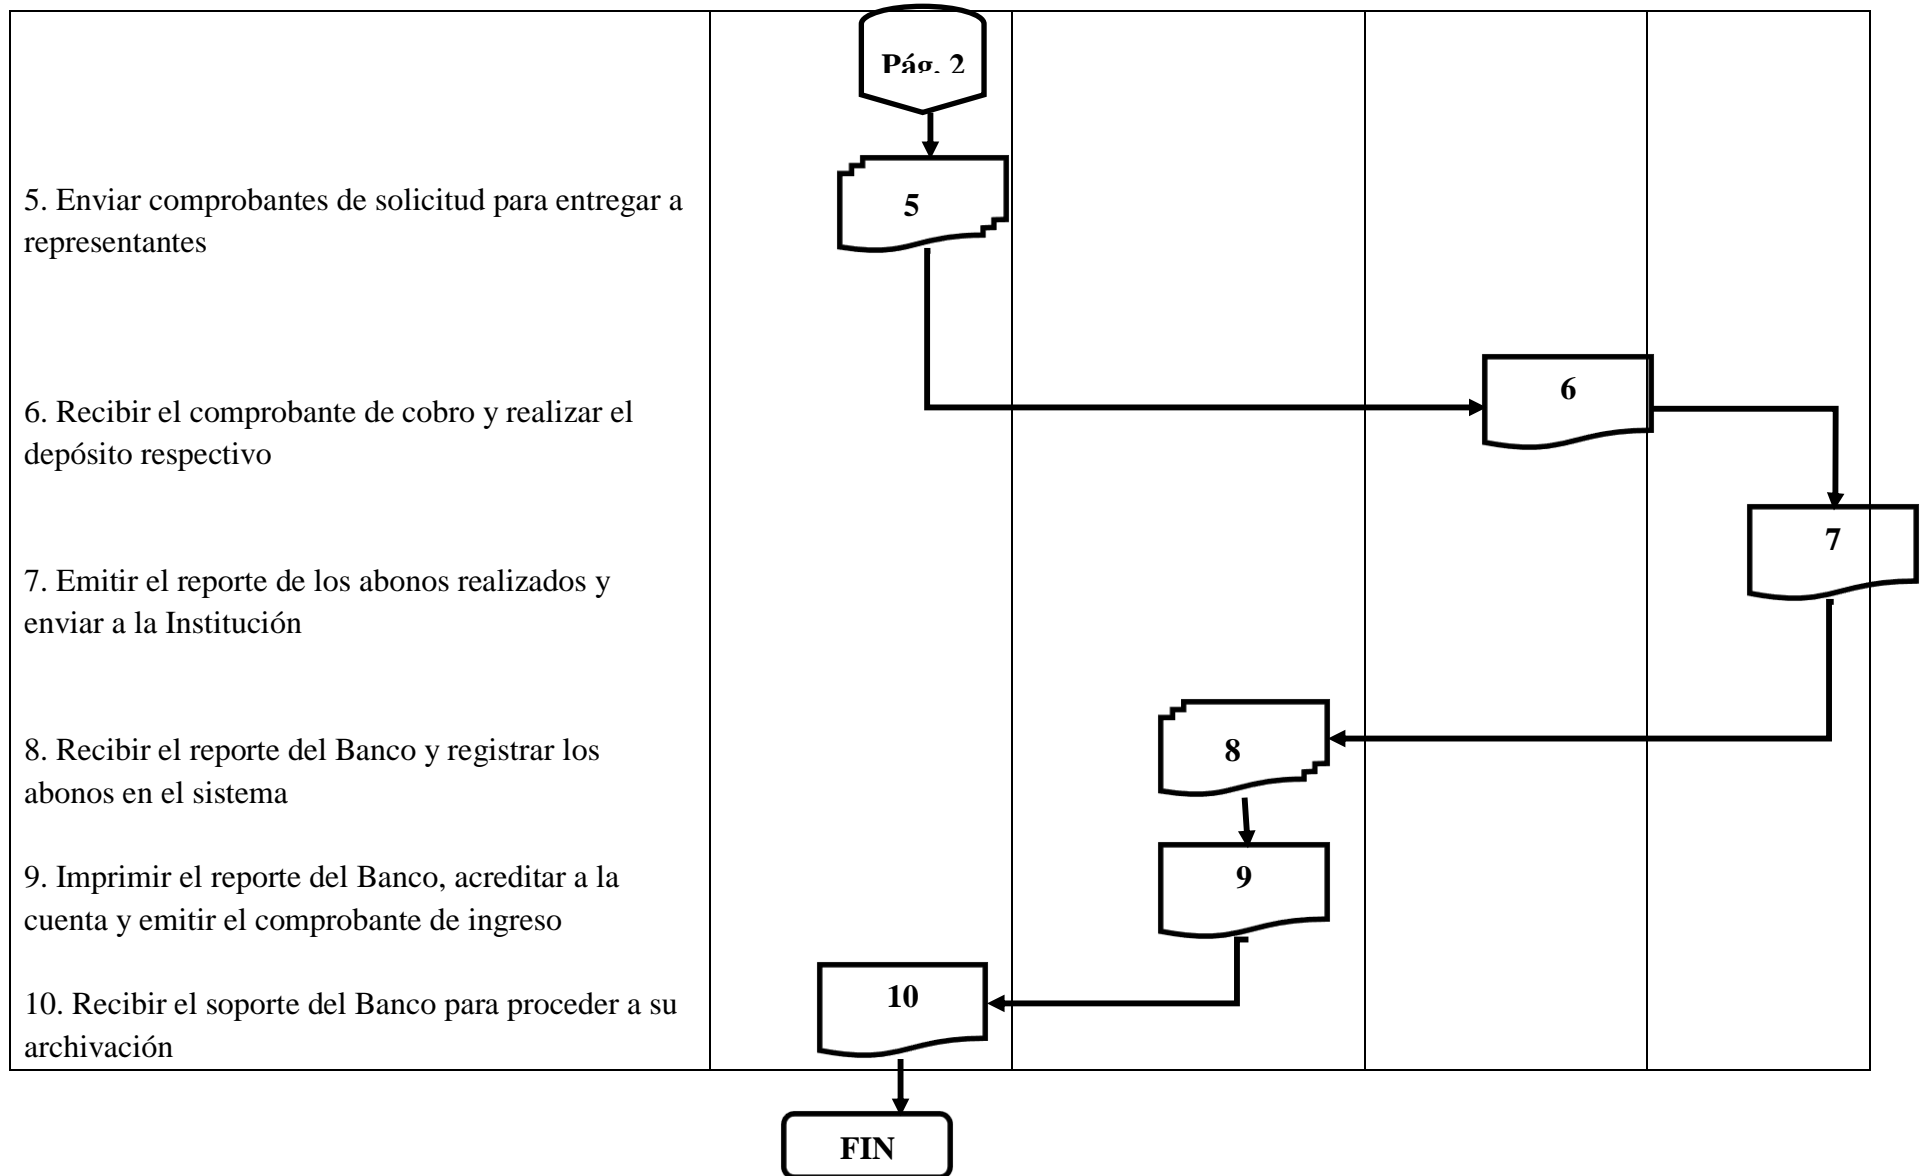 Pág. 2
5. Enviar comprobantes de solicitud para entregar a
representantes
5
6. Recibir el comprobante de cobro y realizar el
depósito respectivo
6
7. Emitir el reporte de los abonos realizados y
enviar a la Institución
7
8. Recibir el reporte del Banco y registrar los
abonos en el sistema
8
9. Imprimir el reporte del Banco, acreditar a la
cuenta y emitir el comprobante de ingreso
9
10. Recibir el soporte del Banco para proceder a su
archivación
10
FIN